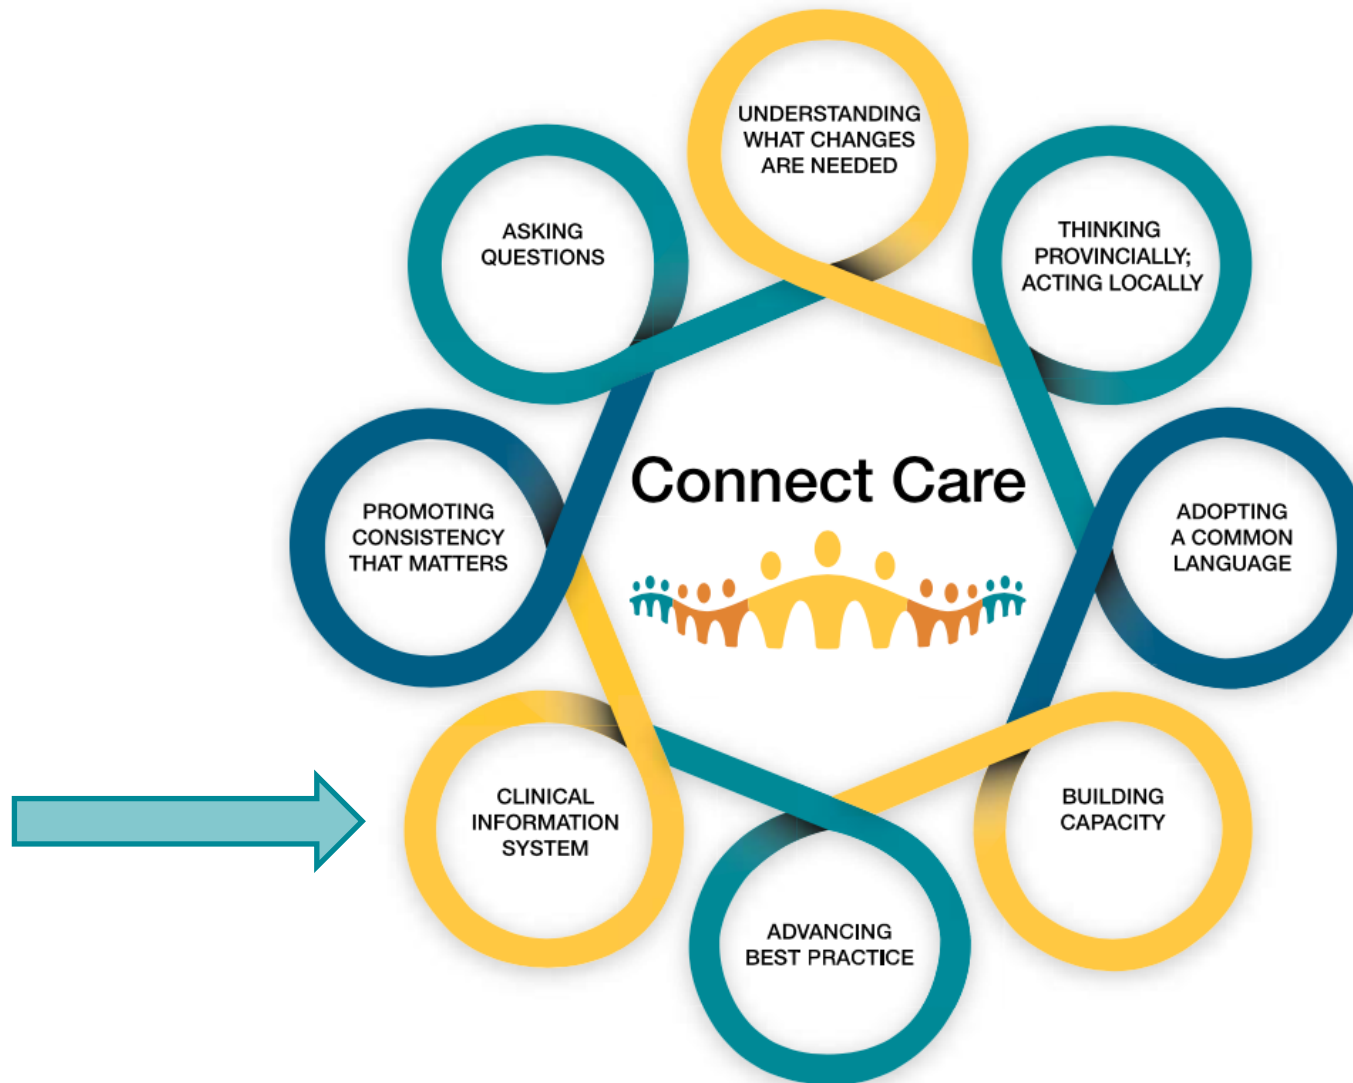 UNDERSTANDING
WHAT CHANGES
ARE NEEDED
THINKING
PROVINCIALLY;
ACTING LOCALLY
ADOPTING
A COMMON
LANGUAGE
BUILDING
CAPACITY
ADVANCING
BEST PRACTICE
CLINICAL
INFORMATION
SYSTEM
PROMOTING
CONSISTENCY
THAT MATTERS
ASKING
QUESTIONS
Connect Care